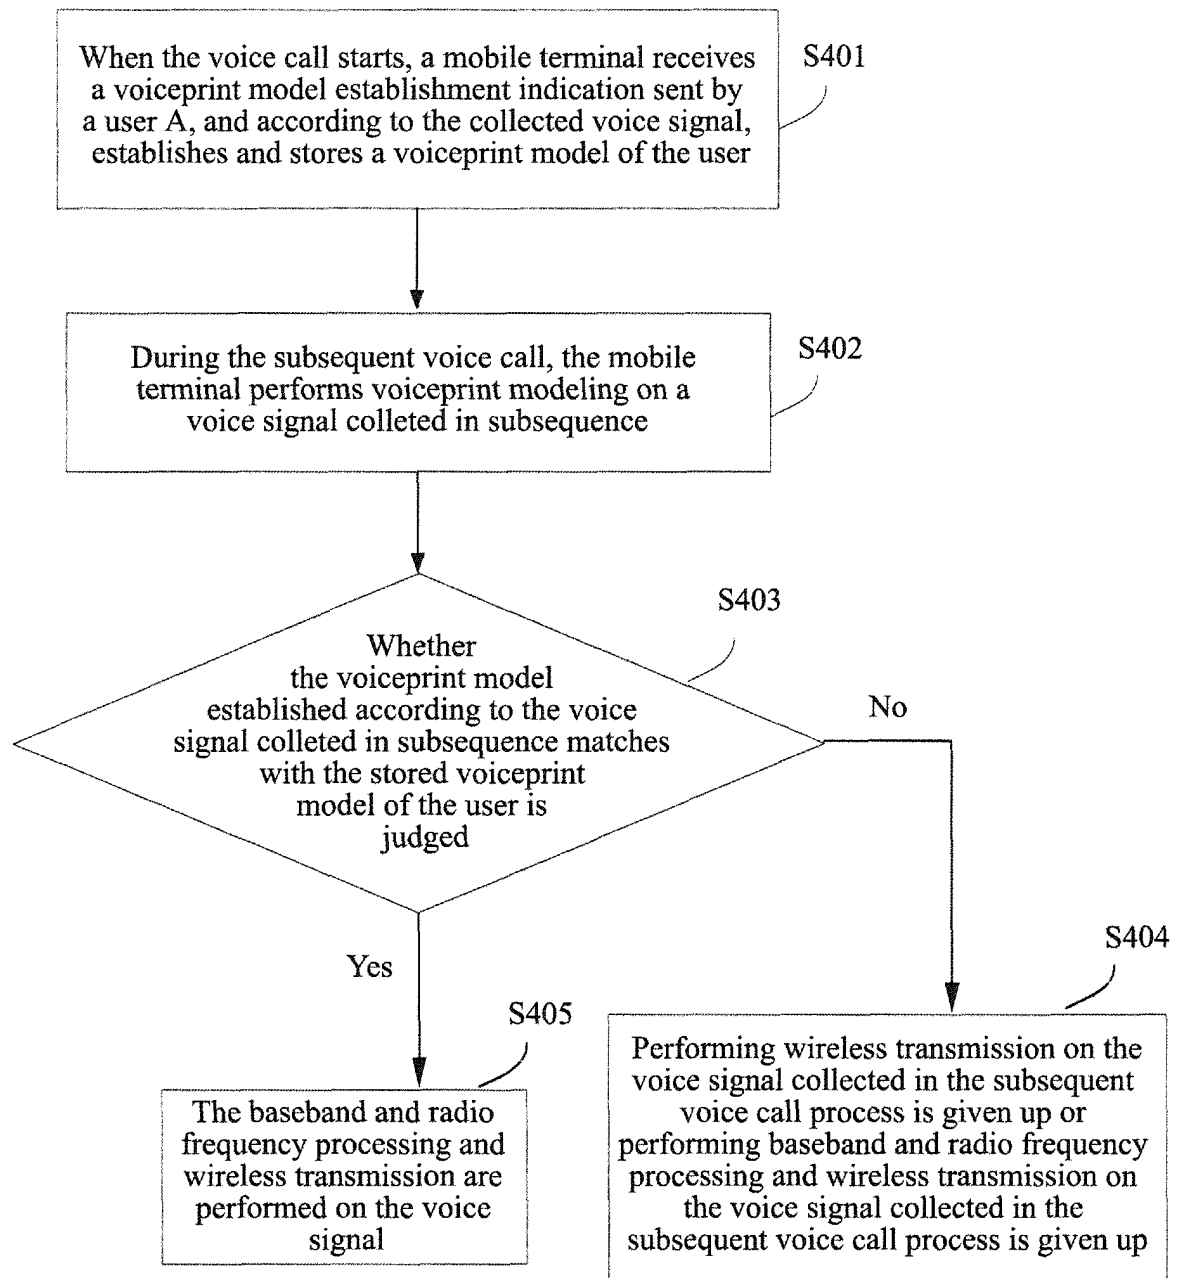 When the voice call starts, a mobile terminal receives
a voiceprint model establishment indication sent by
a user A, and according to the collected voice signal,
establishes and stores a voiceprint model of the user
S401
During the subsequent voice call, the mobile
terminal performs voiceprint modeling on a
voice signal colleted in subsequence
S402
S403
Whether
the voiceprint model
established according to the voice
signal colleted in subsequence matches
with the stored voiceprint
model of the user is
judged
No
Yes
S404
S405
The baseband and radio
frequency processing and
wireless transmission are
performed on the voice
signal
Performing wireless transmission on the
voice signal collected in the subsequent
voice call process is given up or
performing baseband and radio frequency
processing and wireless transmission on
the voice signal collected in the
subsequent voice call process is given up